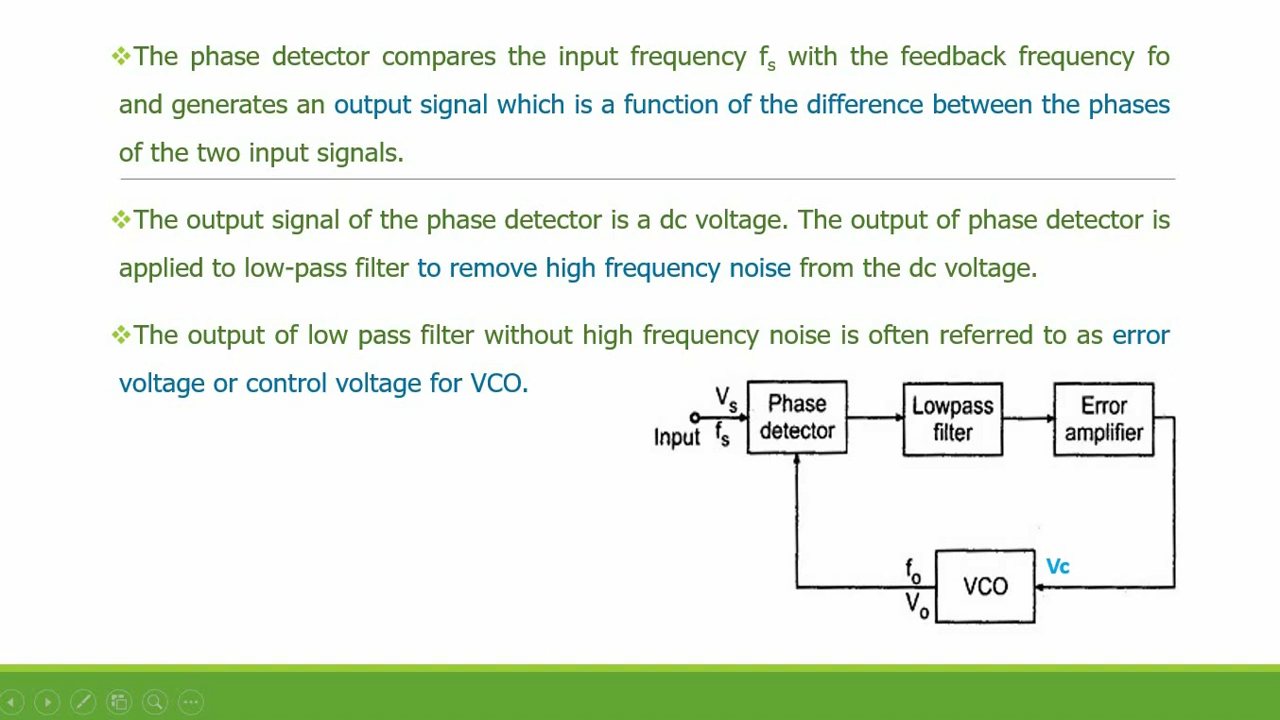 ❖The phase detector compares the input frequency fs with the feedback frequency fo
and generates an output signal which is a function of the difference between the phases
of the two input signals.
❖The output signal of the phase detector is a dc voltage. The output of phase detector is
applied to low-pass filter to remove high frequency noise from the dc voltage.
❖The output of low pass filter without high frequency noise is often referred to as error
voltage or control voltage for VCO.
Vs
Input fs
Phase
detector
Lowpass
filter
Error
amplifier
fo
Vo
VCO
Vc